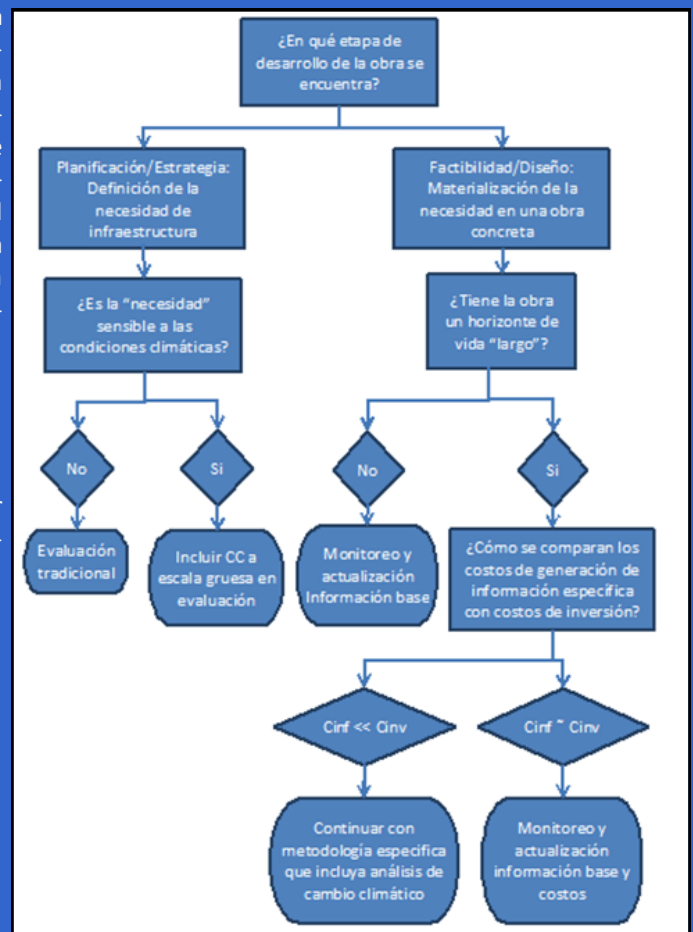 ¿En qué etapa de
desarrollo de la obra se
encuentra?
Planificación/Estrategia:
Definición de la
necesidad de
infraestructura
Factibilidad/Diseño:
Materialización de la
necesidad en una obra
concreta
¿Es la “necesidad”
sensible a las
condiciones climáticas?
¿Tiene la obra
un horizonte de
vida “largo”?
No
Si
No
Si
Evaluación
tradicional
Incluir CC a
escala gruesa en
evaluación
Monitoreo y
actualización
Información base
¿Cómo se comparan los
costos de generación de
información específica
con costos de inversión?
Cinf << Cinv
Cinf ~ Cinv
Continuar con
metodología especifica
que incluya análisis de
cambio climático
Monitoreo y
actualización
información base y
costos